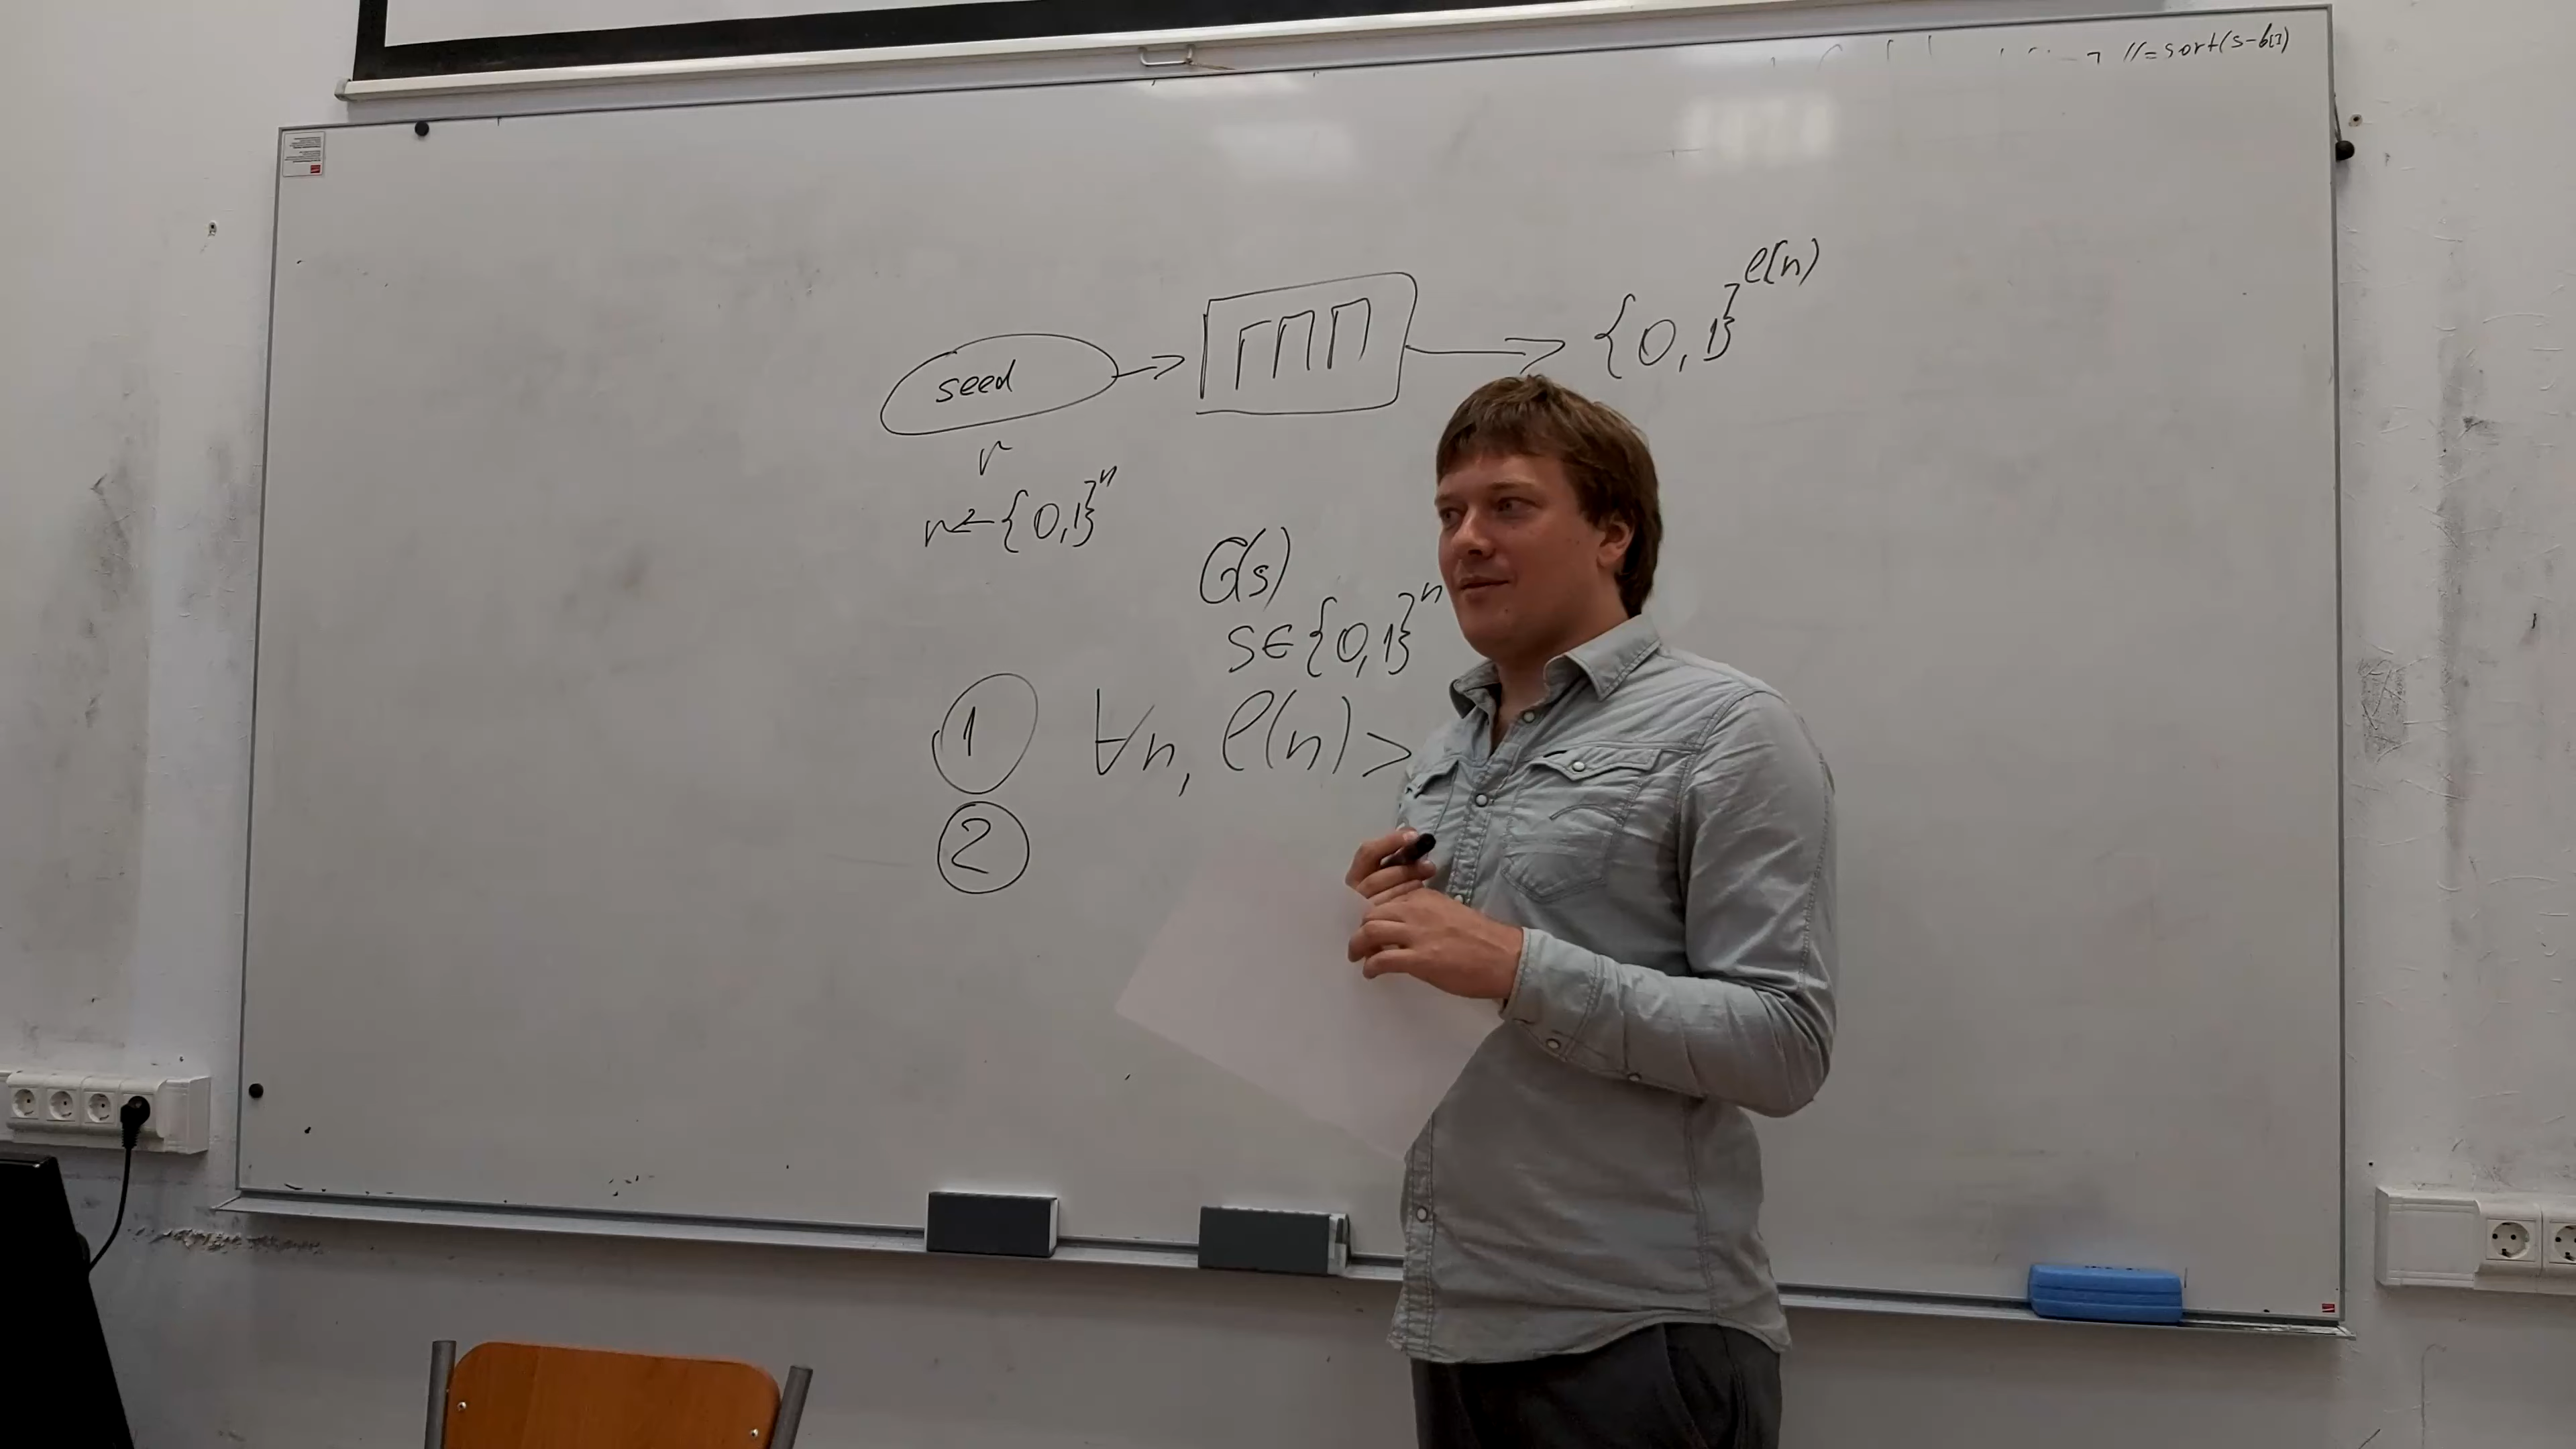 //=sort(s-b[i])
seed → ГПП → {0,1}^ℓ(n)
r
r ← {0,1}^n
G(s)
s∈{0,1}^n
① ∀n, ℓ(n) >
②